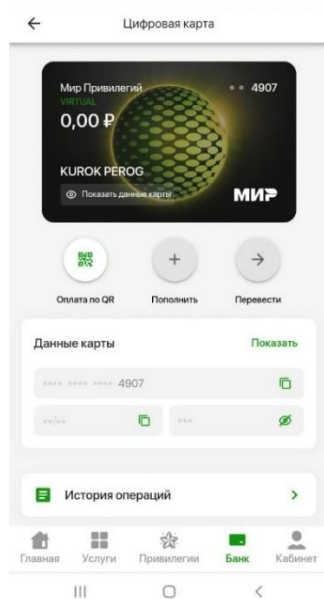 Цифровая карта
Мир Привилегий •• 4907
VIRTUAL
0,00 ₽
KUROK PEROG
Показать данные карты
МИР
Оплата по QR Пополнить Перевести
Данные карты Показать
•••• •••• •••• 4907
••/•• •••
История операций
Главная Услуги Привилегии Банк Кабинет